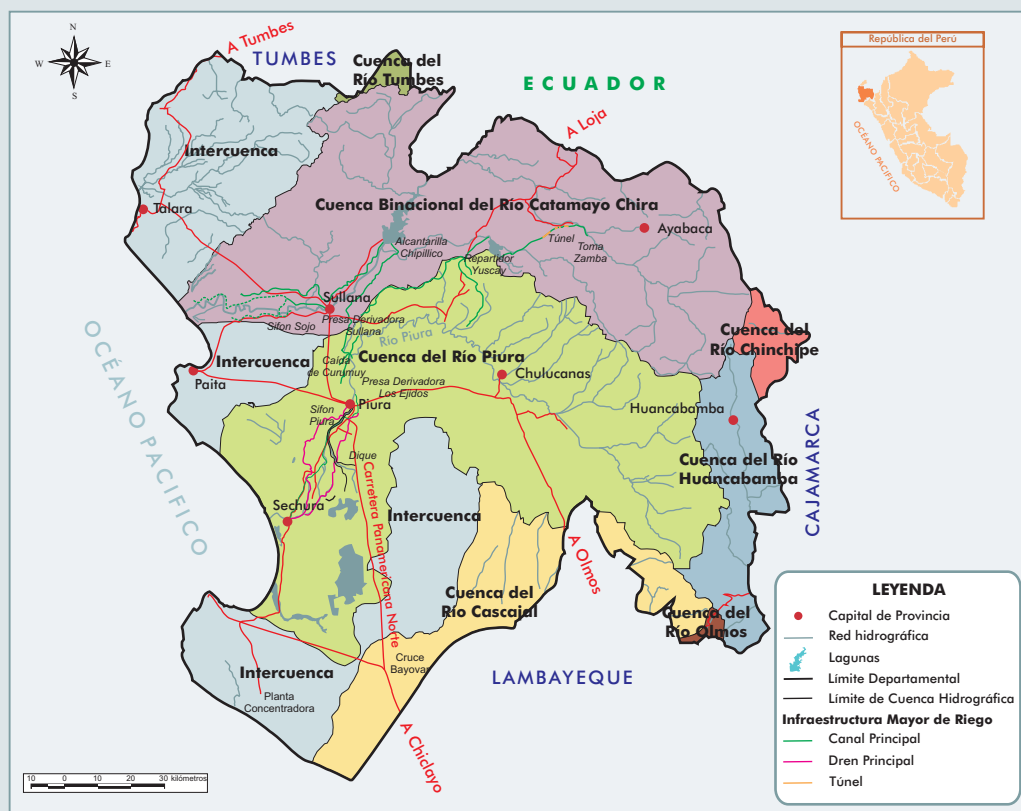 N
W
E
S
A Tumbes
TUMBES
Cuenca del
Río Tumbes
ECUADOR
A Loja
República del Perú
OCÉANO PACIFICO
Intercuenca
Talara
Cuenca Binacional del Río Catamayo Chira
Ayabaca
Alcantarilla
Chipillico
Túnel
Toma
Zamba
Repartidor
Yuscay
Sullana
Sifon Sojo
Presa Derivadora
Sullana
Río Piura
Cuenca del
Río Chinchipe
OCÉANO PACIFICO
Intercuenca
Paita
Caída
de Curumuy
Cuenca del Río Piura
Presa Derivadora
Los Ejidos
Chulucanas
Huancabamba
Sifon
Piura
Piura
CAJAMARCA
Dique
Cuenca del Río
Huancabamba
Carretera Panamericana Norte
Sechura
Intercuenca
A Olmos
Cuenca del
Río Cascajal
Cuenca del
Río Olmos
Cruce
Bayovar
LAMBAYEQUE
Intercuenca
Planta
Concentradora
A Chiclayo
LEYENDA
Capital de Provincia
Red hidrográfica
Lagunas
Límite Departamental
Límite de Cuenca Hidrográfica
Infraestructura Mayor de Riego
Canal Principal
Dren Principal
Túnel
10 0 10 20 30 kilómetros